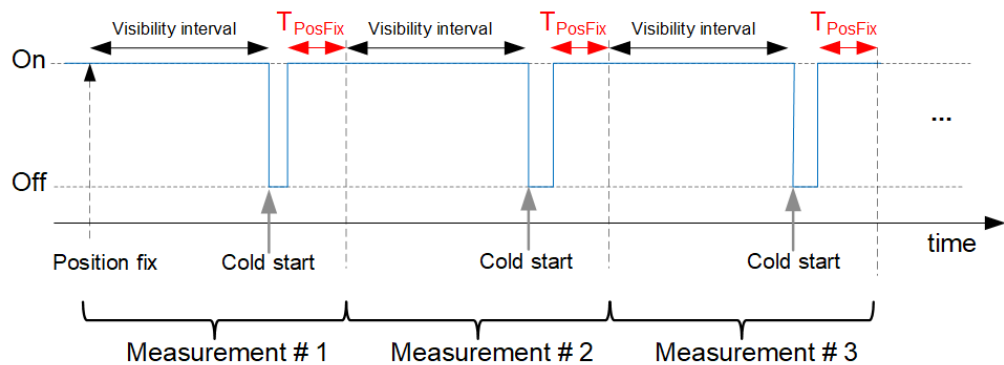 Visibility interval
T PosFix
Visibility interval
T PosFix
Visibility interval
T PosFix
On
...
Off
time
Position fix
Cold start
Cold start
Cold start
Measurement # 1
Measurement # 2
Measurement # 3